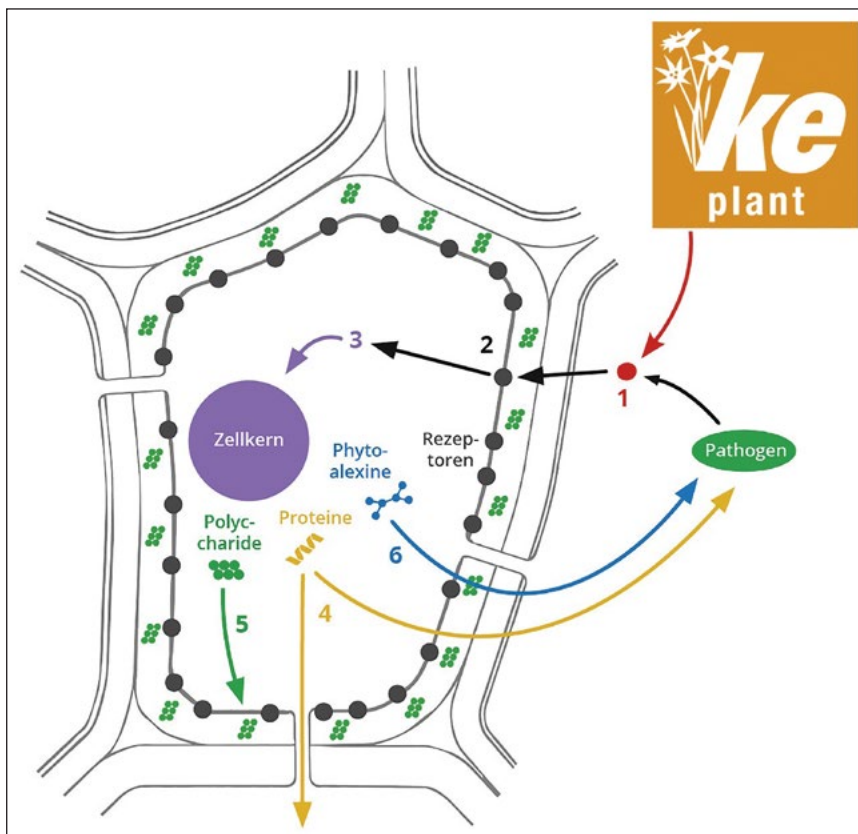 ke
plant
3
2
1
Zellkern
Rezep-
toren
Pathogen
Phyto-
alexine
Polyc-
charide
Proteine
6
5
4